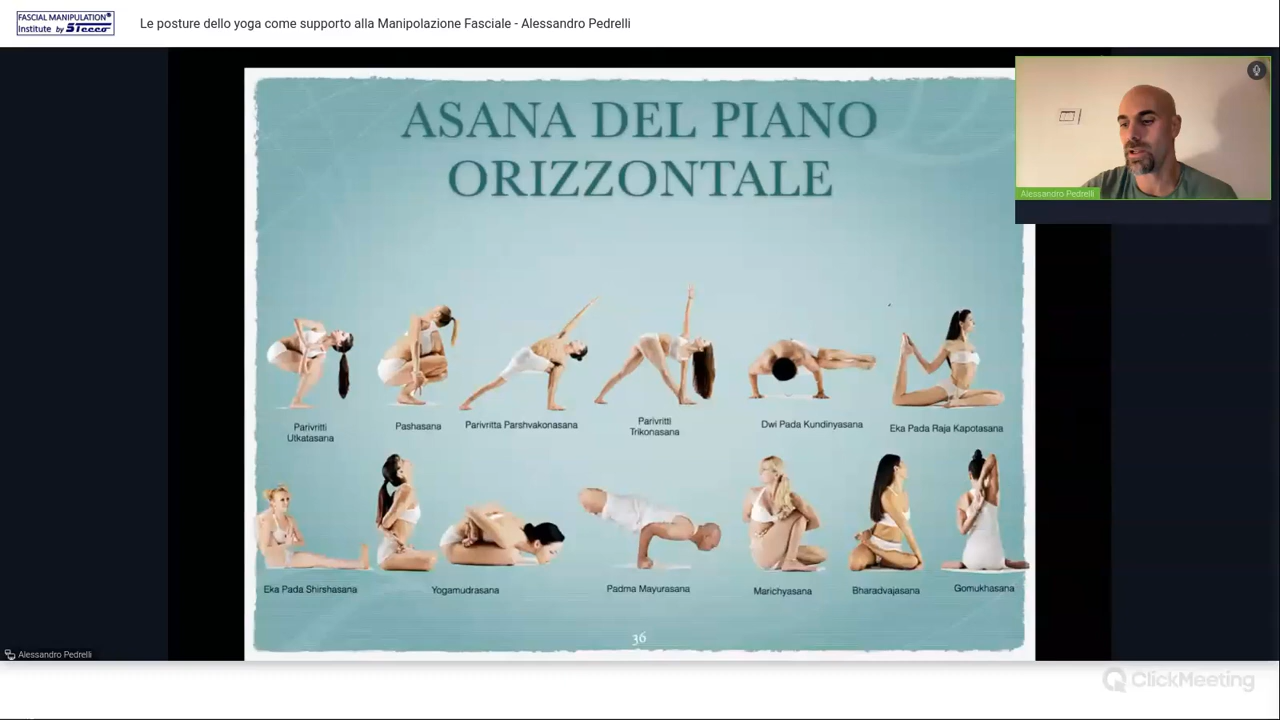 FASCIAL MANIPULATION®
Institute by Stecco
Le posture dello yoga come supporto alla Manipolazione Fasciale - Alessandro Pedrelli
ASANA DEL PIANO
ORIZZONTALE
Alessandro Pedrelli
Parivritti
Utkatasana
Pashasana
Parivritta Parshvakonasana
Parivritti
Trikonasana
Dwi Pada Kundinyasana
Eka Pada Raja Kapotasana
Eka Pada Shirshasana
Yogamudrasana
Padma Mayurasana
Marichyasana
Bharadvajasana
Gomukhasana
36
Alessandro Pedrelli
ClickMeeting